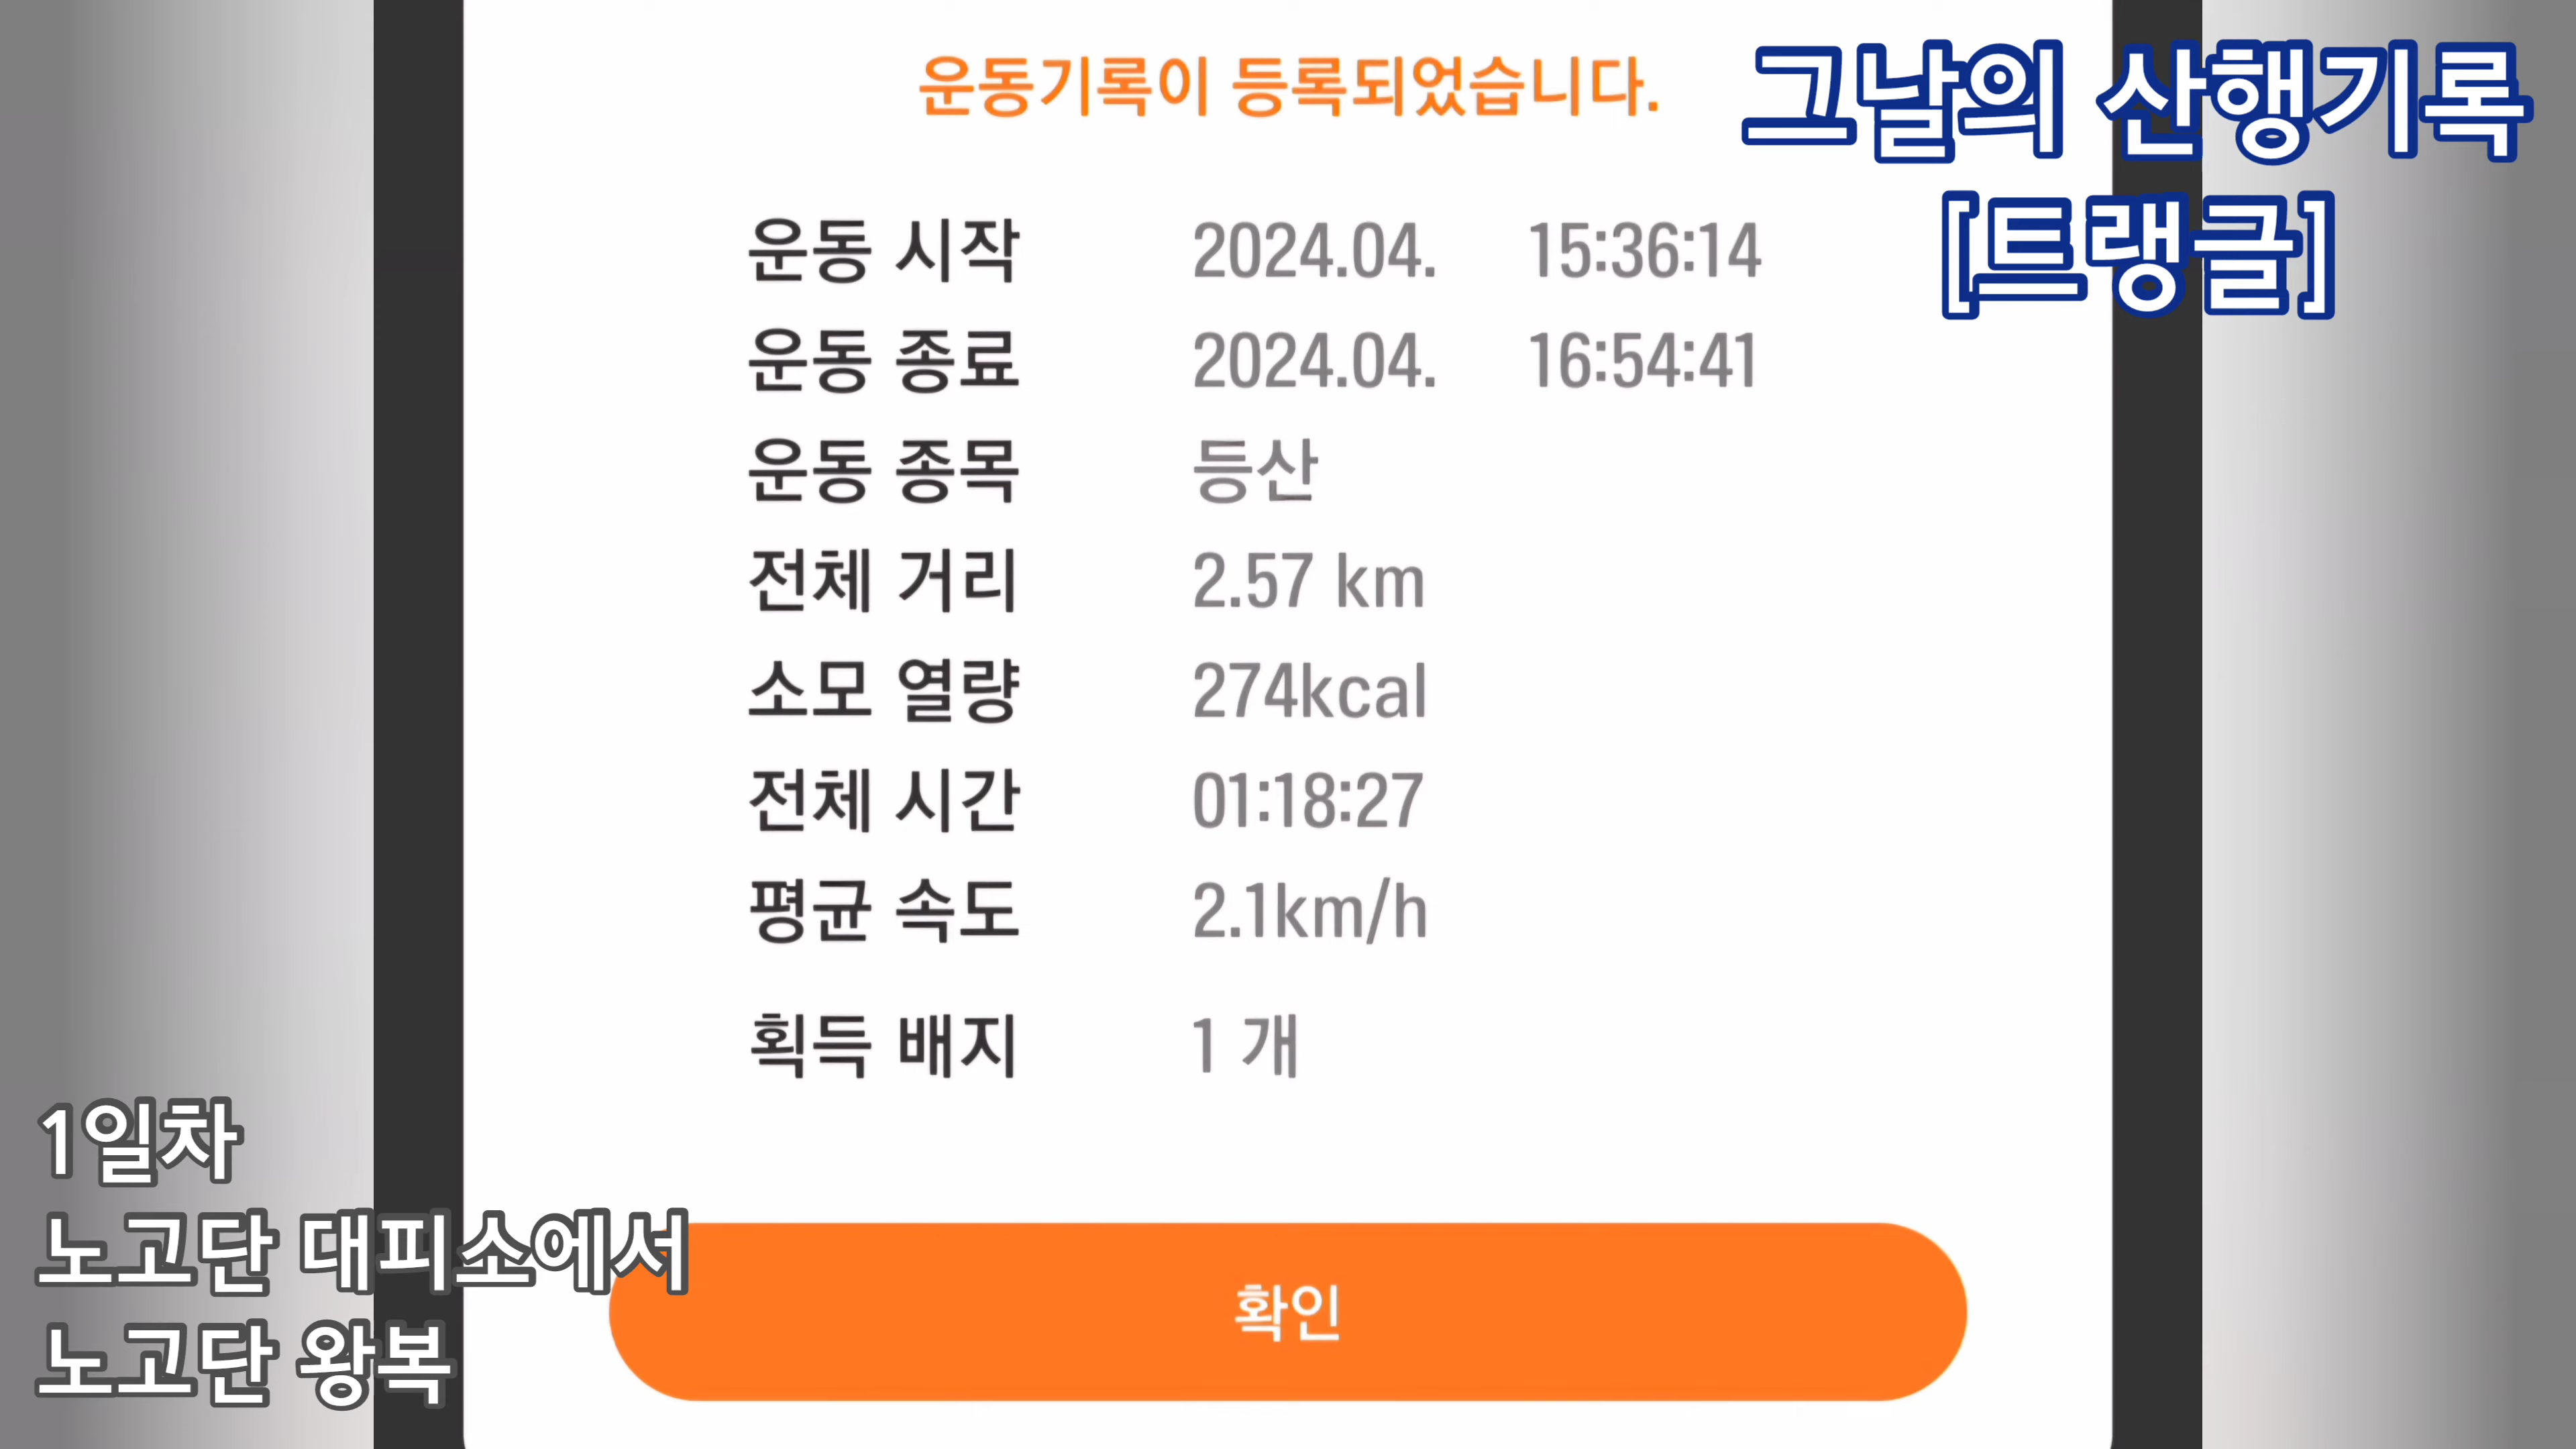 운동기록이 등록되었습니다.
그날의 산행기록
[트랭글]
운동 시작 2024.04. 15:36:14
운동 종료 2024.04. 16:54:41
운동 종목 등산
전체 거리 2.57 km
소모 열량 274kcal
전체 시간 01:18:27
평균 속도 2.1km/h
획득 배지 1 개
확인
1일차
노고단 대피소에서
노고단 왕복